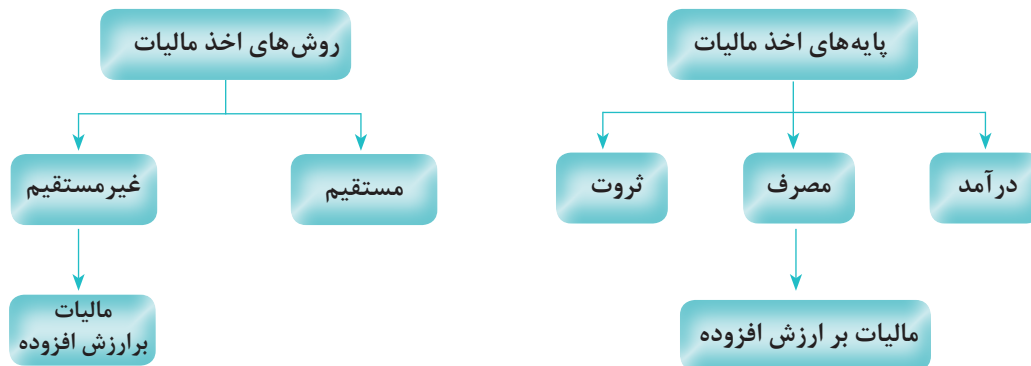 پایه‌های اخذ مالیات
درآمد
مصرف
ثروت
مالیات بر ارزش افزوده
روش‌های اخذ مالیات
مستقیم
غیرمستقیم
مالیات
برارزش افزوده